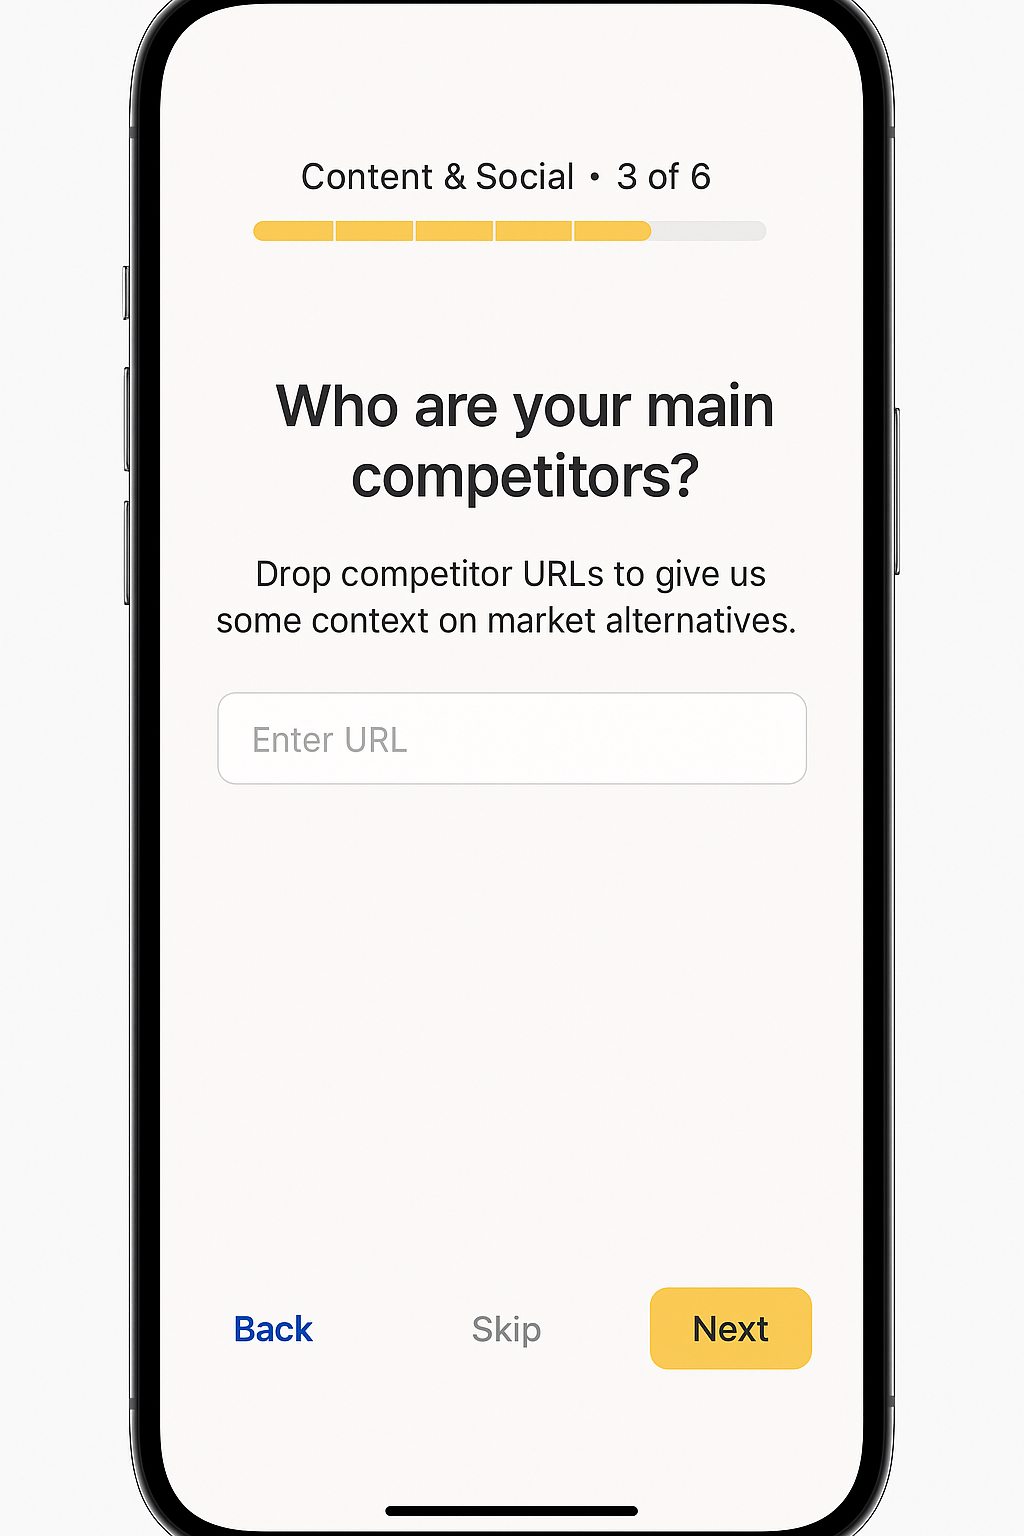 Content & Social • 3 of 6
Who are your main
competitors?
Drop competitor URLs to give us
some context on market alternatives.
Enter URL
Back
Skip
Next